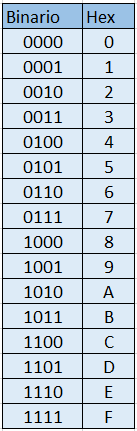 Binario Hex
0000 0
0001 1
0010 2
0011 3
0100 4
0101 5
0110 6
0111 7
1000 8
1001 9
1010 A
1011 B
1100 C
1101 D
1110 E
1111 F